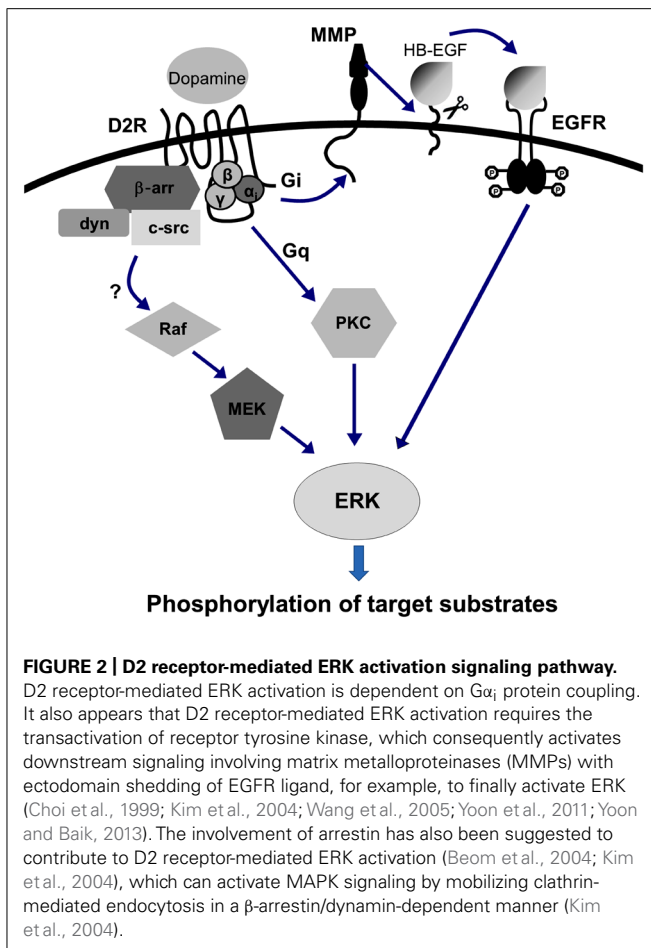 MMP
HB-EGF
Dopamine
D2R
EGFR
β
γ
αi
Gi
β-arr
dyn
c-src
P
P
P
P
Gq
?
Raf
PKC
MEK
ERK
Phosphorylation of target substrates
FIGURE 2 | D2 receptor-mediated ERK activation signaling pathway.
D2 receptor-mediated ERK activation is dependent on Gαi protein coupling.
It also appears that D2 receptor-mediated ERK activation requires the
transactivation of receptor tyrosine kinase, which consequently activates
downstream signaling involving matrix metalloproteinases (MMPs) with
ectodomain shedding of EGFR ligand, for example, to finally activate ERK
(Choi et al., 1999; Kim et al., 2004; Wang et al., 2005; Yoon et al., 2011; Yoon
and Baik, 2013). The involvement of arrestin has also been suggested to
contribute to D2 receptor-mediated ERK activation (Beom et al., 2004; Kim
et al., 2004), which can activate MAPK signaling by mobilizing clathrin-
mediated endocytosis in a β-arrestin/dynamin-dependent manner (Kim
et al., 2004).